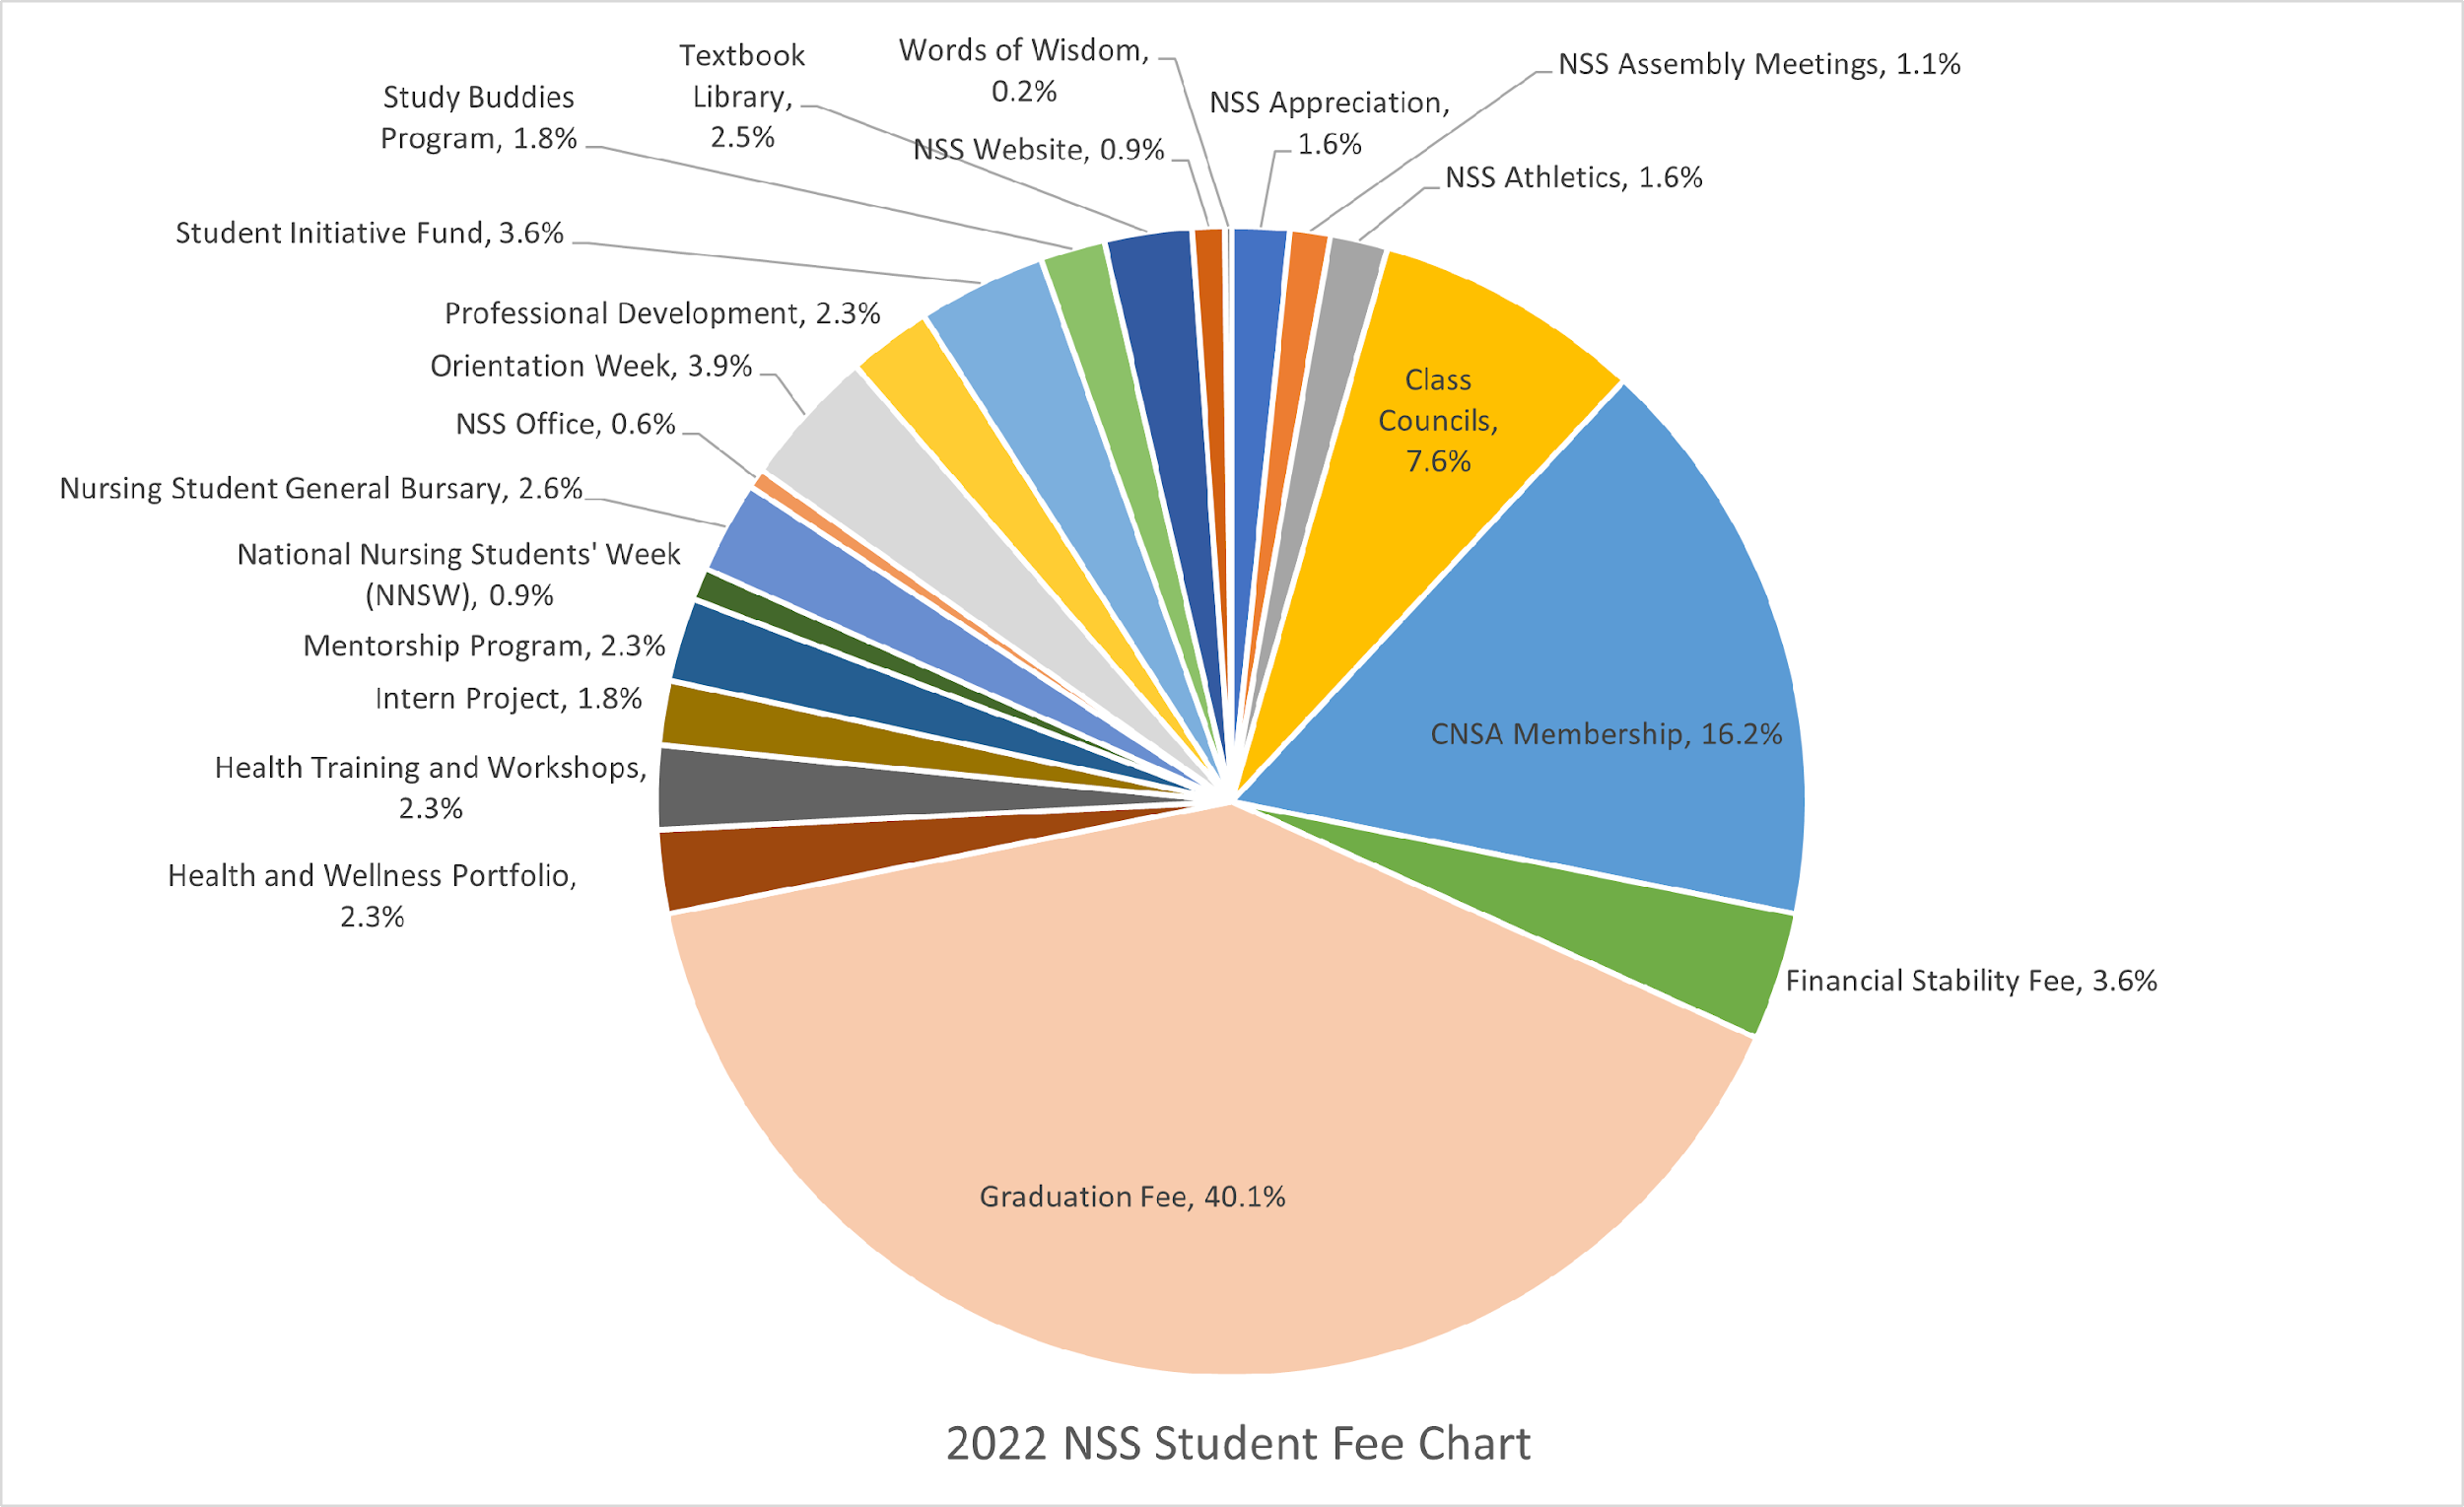 Words of Wisdom,
0.2%
NSS Assembly Meetings, 1.1%
Textbook
Library,
2.5%
Study Buddies
Program, 1.8%
NSS Appreciation,
1.6%
NSS Website, 0.9%
NSS Athletics, 1.6%
Student Initiative Fund, 3.6%
Professional Development, 2.3%
Orientation Week, 3.9%
Class
Councils,
7.6%
NSS Office, 0.6%
Nursing Student General Bursary, 2.6%
National Nursing Students' Week
(NNSW), 0.9%
Mentorship Program, 2.3%
Intern Project, 1.8%
CNSA Membership, 16.2%
Health Training and Workshops,
2.3%
Health and Wellness Portfolio,
2.3%
Financial Stability Fee, 3.6%
Graduation Fee, 40.1%
2022 NSS Student Fee Chart